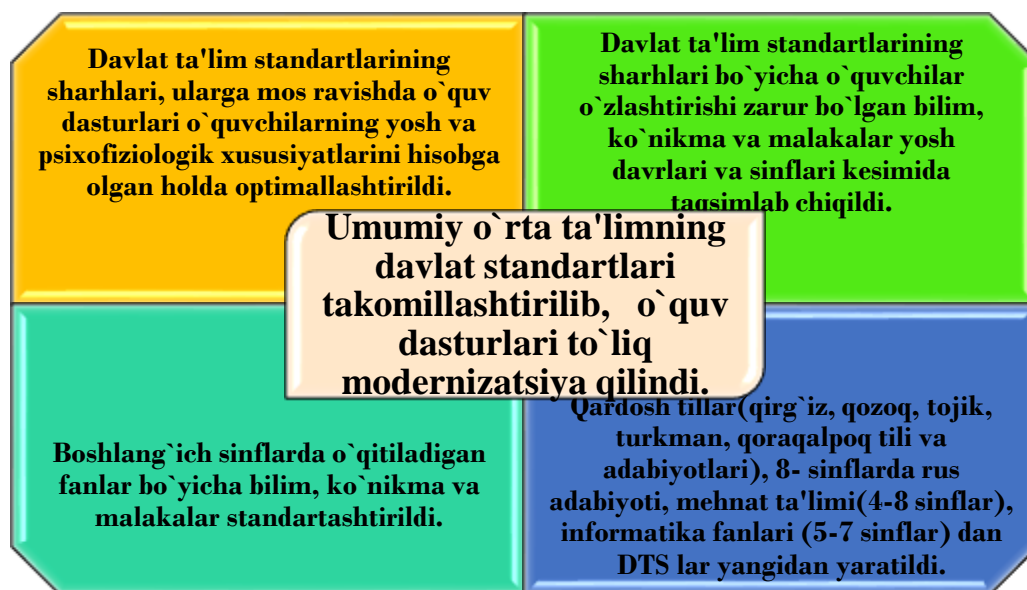 Davlat ta'lim standartlarining
sharhlari, ularga mos ravishda o`quv
dasturlari o`quvchilarning yosh va
psixofiziologik xususiyatlarini hisobga
olgan holda optimallashtirildi.
Davlat ta'lim standartlarining
sharhlari bo`yicha o`quvchilar
o`zlashtirishi zarur bo`lgan bilim,
ko`nikma va malakalar yosh
davrlari va sinflari kesimida
taqsimlab chiqildi.
Umumiy o`rta ta'limning
davlat standartlari
takomillashtirilib, o`quv
dasturlari to`liq
modernizatsiya qilindi.
Boshlang`ich sinflarda o`qitiladigan
fanlar bo`yicha bilim, ko`nikma va
malakalar standartashtirildi.
Qardosh tillar(qirg`iz, qozoq, tojik,
turkman, qoraqalpoq tili va
adabiyotlari), 8- sinflarda rus
adabiyoti, mehnat ta'limi(4-8 sinflar),
informatika fanlari (5-7 sinflar) dan
DTS lar yangidan yaratildi.